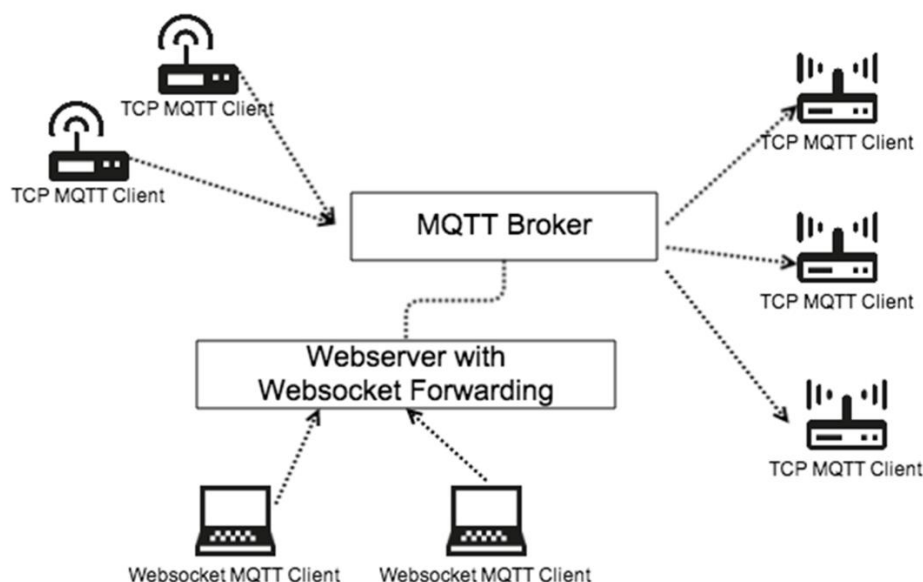 TCP MQTT Client
TCP MQTT Client
TCP MQTT Client
MQTT Broker
TCP MQTT Client
Webserver with
Websocket Forwarding
TCP MQTT Client
Websocket MQTT Client
Websocket MQTT Client